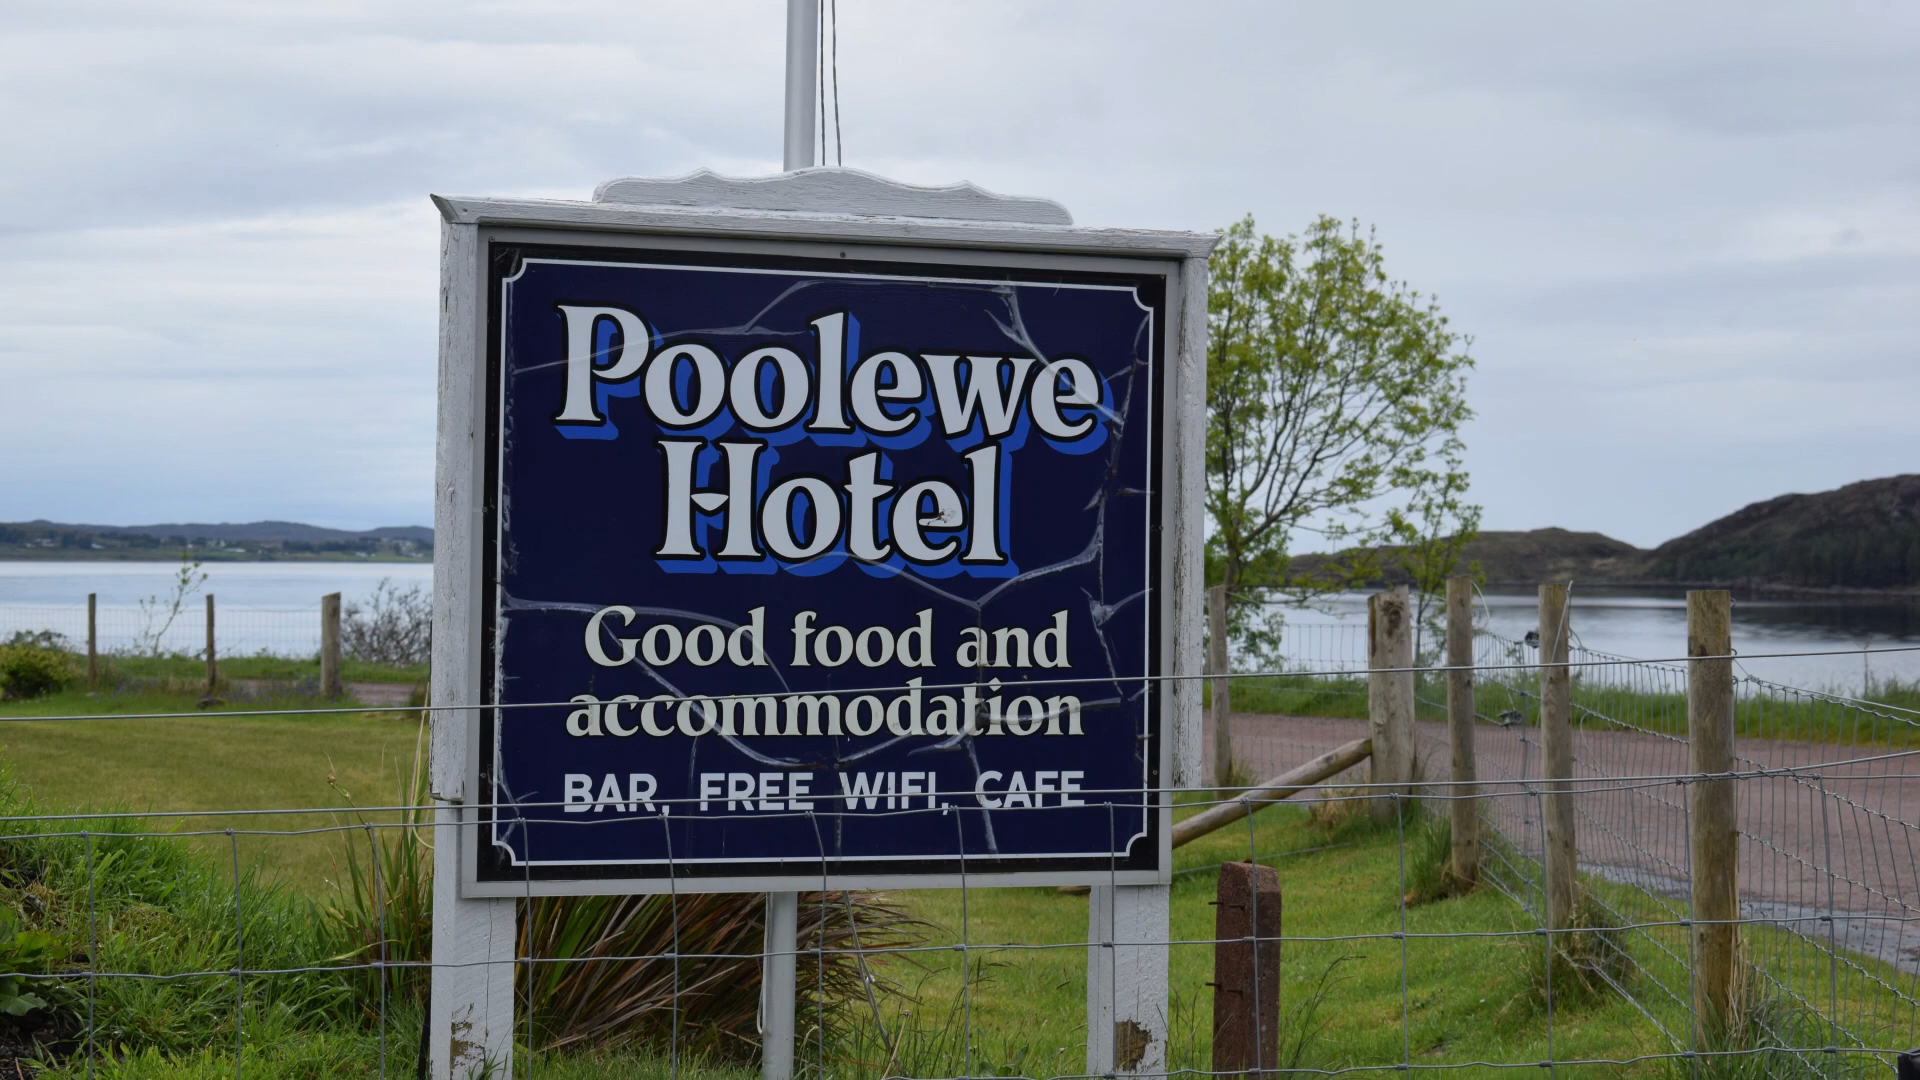 Poolewe
Hotel
Good food and
accommodation
BAR, FREE WIFI, CAFE